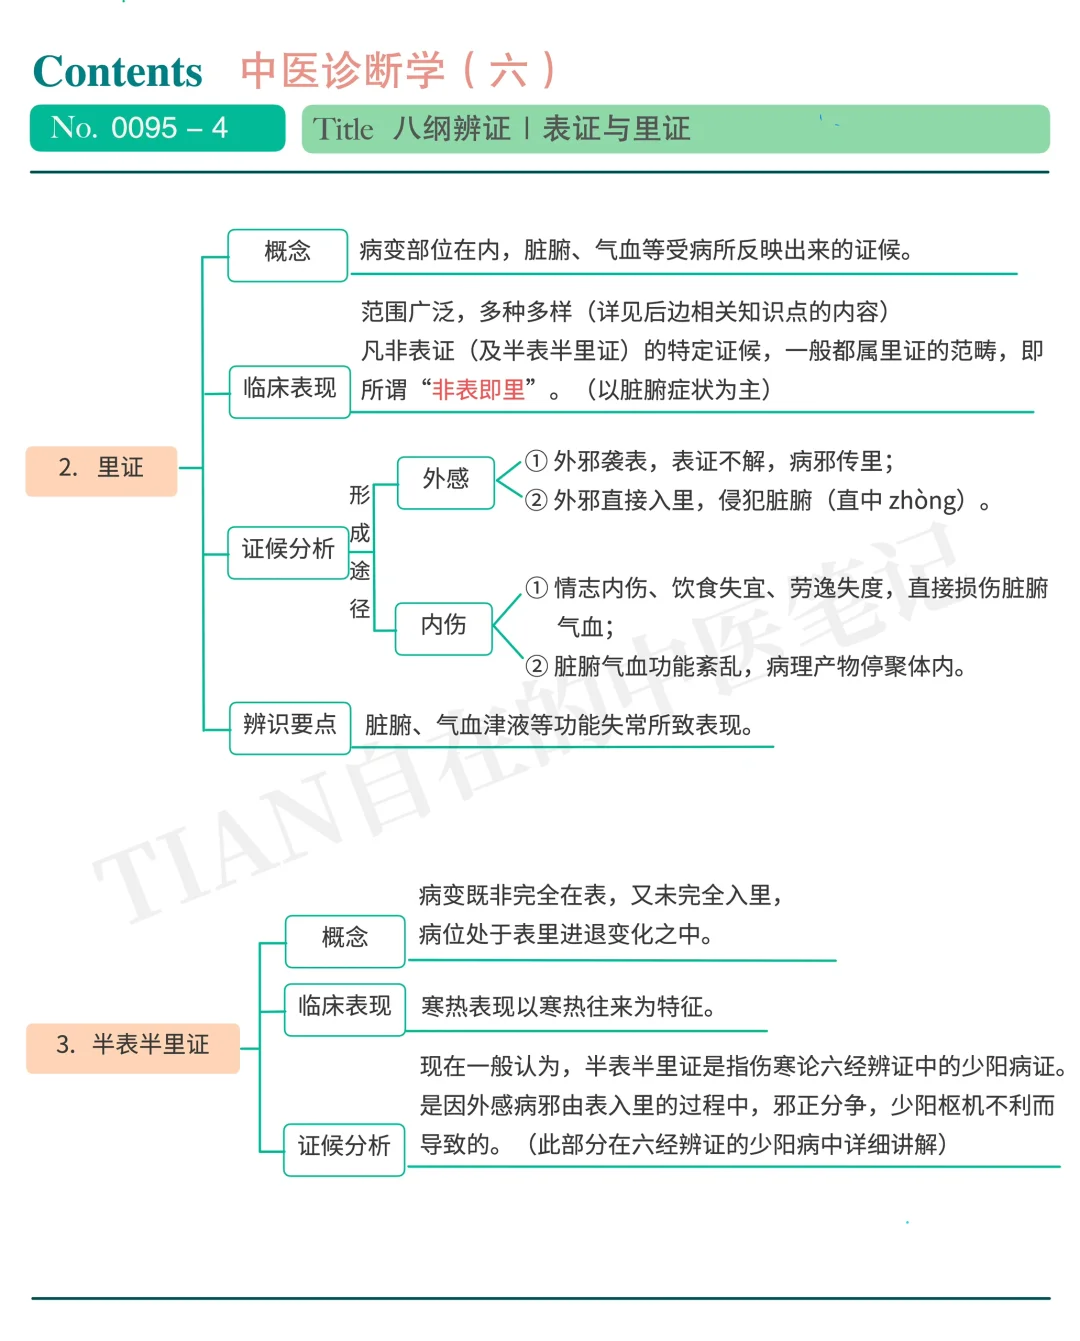 Contents 中医诊断学（六）
No. 0095 – 4
Title 八纲辨证 | 表证与里证
概念
病变部位在内，脏腑、气血等受病所反映出来的证候。
范围广泛，多种多样（详见后边相关知识点的内容）
凡非表证（及半表半里证）的特定证候，一般都属里证的范畴，即
临床表现
所谓“非表即里”。（以脏腑症状为主）
2. 里证
证候分析
形成途径
外感
① 外邪袭表，表证不解，病邪传里；
② 外邪直接入里，侵犯脏腑（直中 zhòng）。
内伤
① 情志内伤、饮食失宜、劳逸失度，直接损伤脏腑
气血；
② 脏腑气血功能紊乱，病理产物停聚体内。
辨识要点
脏腑、气血津液等功能失常所致表现。
TIAN自在的中医笔记
3. 半表半里证
概念
病变既非完全在表，又未完全入里，
病位处于表里进退变化之中。
临床表现
寒热表现以寒热往来为特征。
证候分析
现在一般认为，半表半里证是指伤寒论六经辨证中的少阳病证。
是因外感病邪由表入里的过程中，邪正分争，少阳枢机不利而
导致的。（此部分在六经辨证的少阳病中详细讲解）